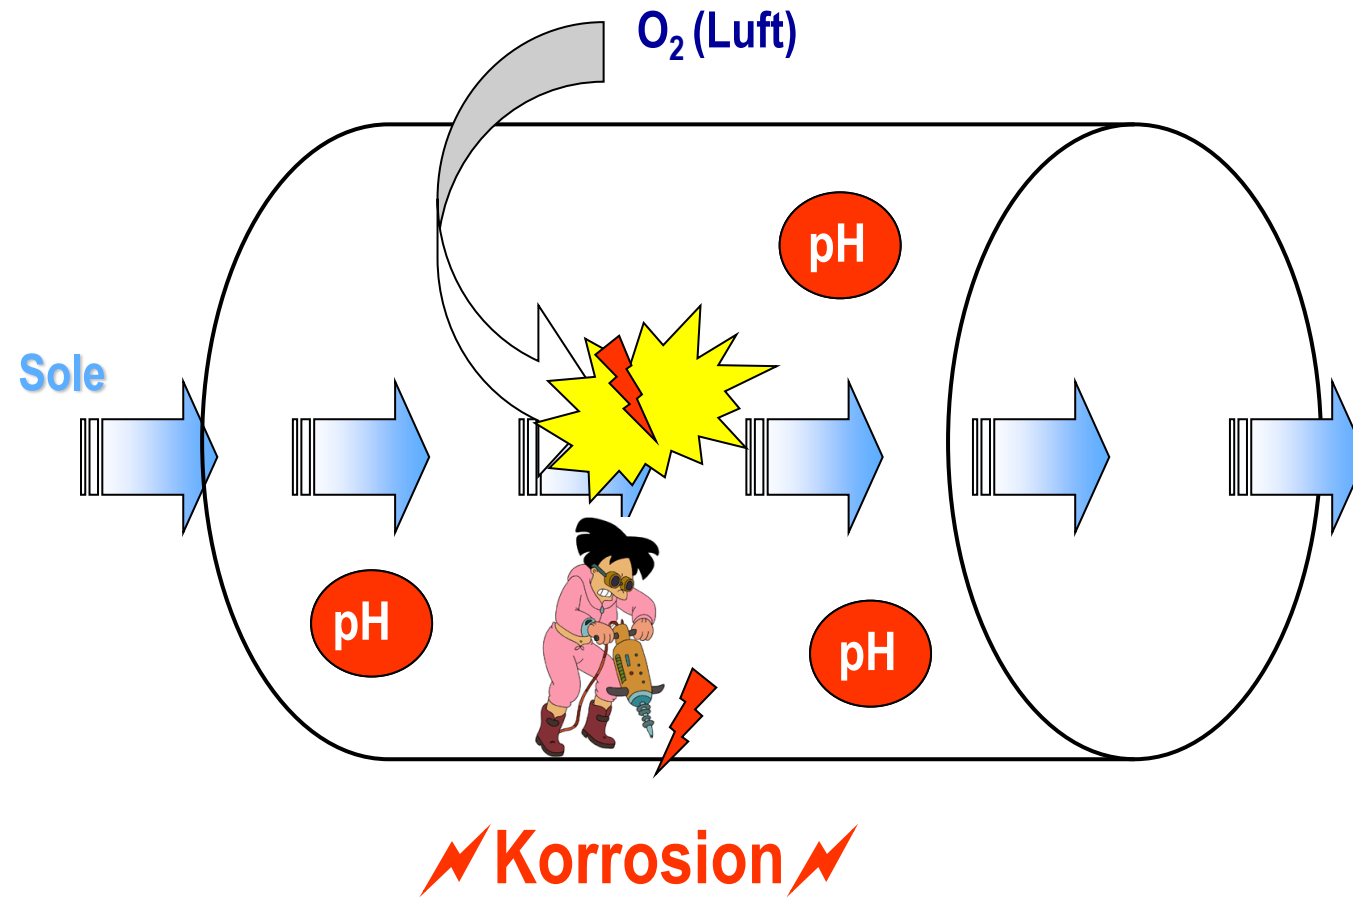 O₂ (Luft)
pH
Sole
pH
pH
Korrosion